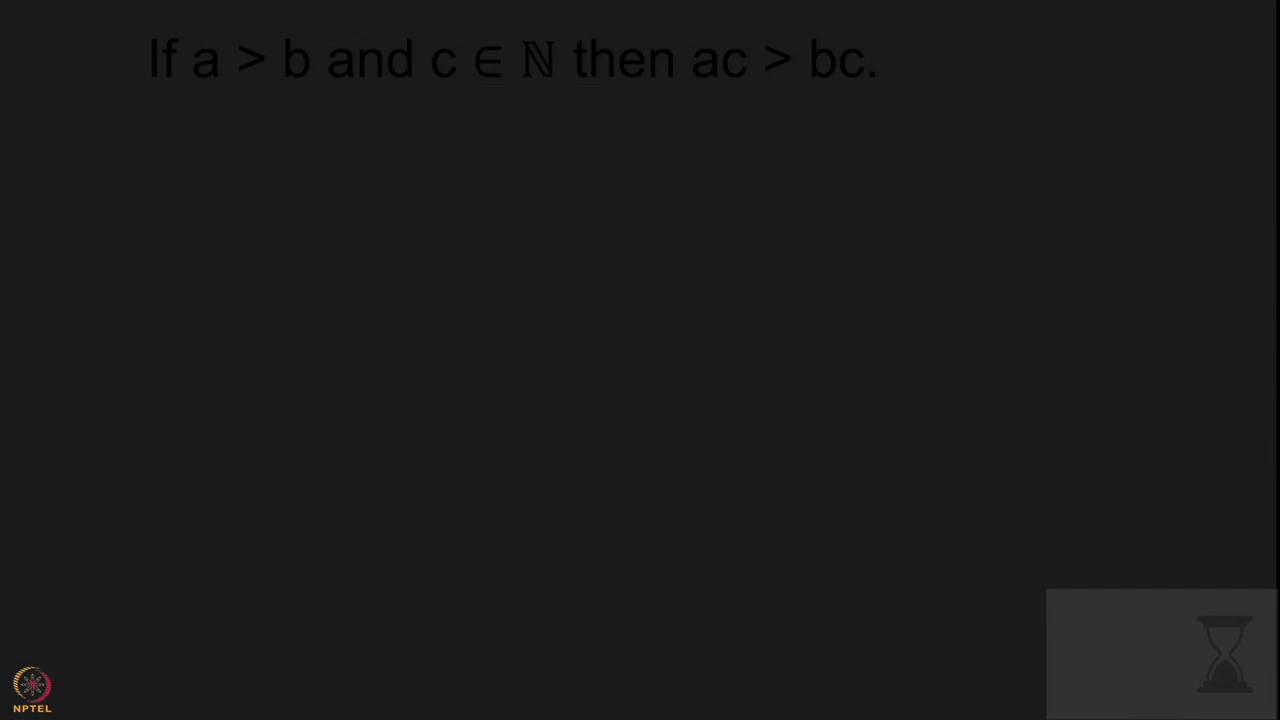 If a > b and c ∈ ℕ then ac > bc.
NPTEL